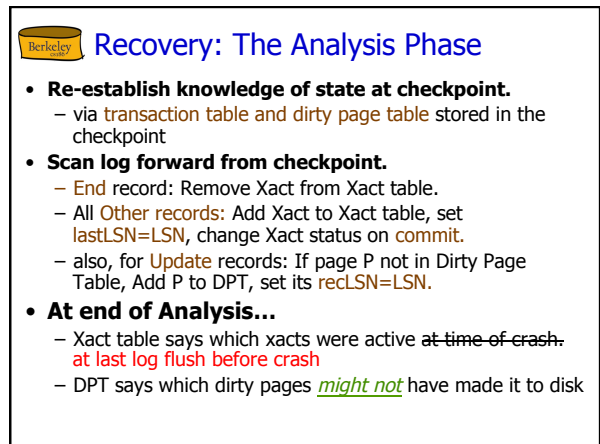 Berkeley
cs186
Recovery: The Analysis Phase
• Re-establish knowledge of state at checkpoint.
– via transaction table and dirty page table stored in the
checkpoint
• Scan log forward from checkpoint.
– End record: Remove Xact from Xact table.
– All Other records: Add Xact to Xact table, set
lastLSN=LSN, change Xact status on commit.
– also, for Update records: If page P not in Dirty Page
Table, Add P to DPT, set its recLSN=LSN.
• At end of Analysis…
– Xact table says which xacts were active at time of crash.
at last log flush before crash
– DPT says which dirty pages might not have made it to disk